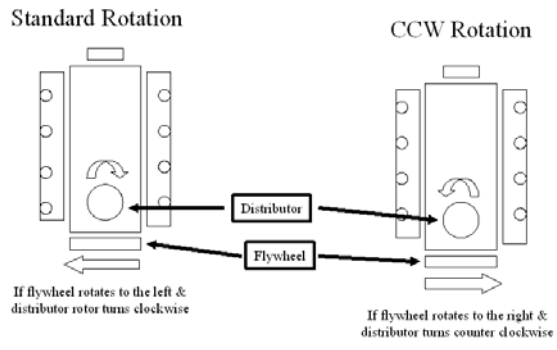 Standard Rotation
CCW Rotation
Distributor
Flywheel
If flywheel rotates to the left &
distributor rotor turns clockwise
If flywheel rotates to the right &
distributor turns counter clockwise